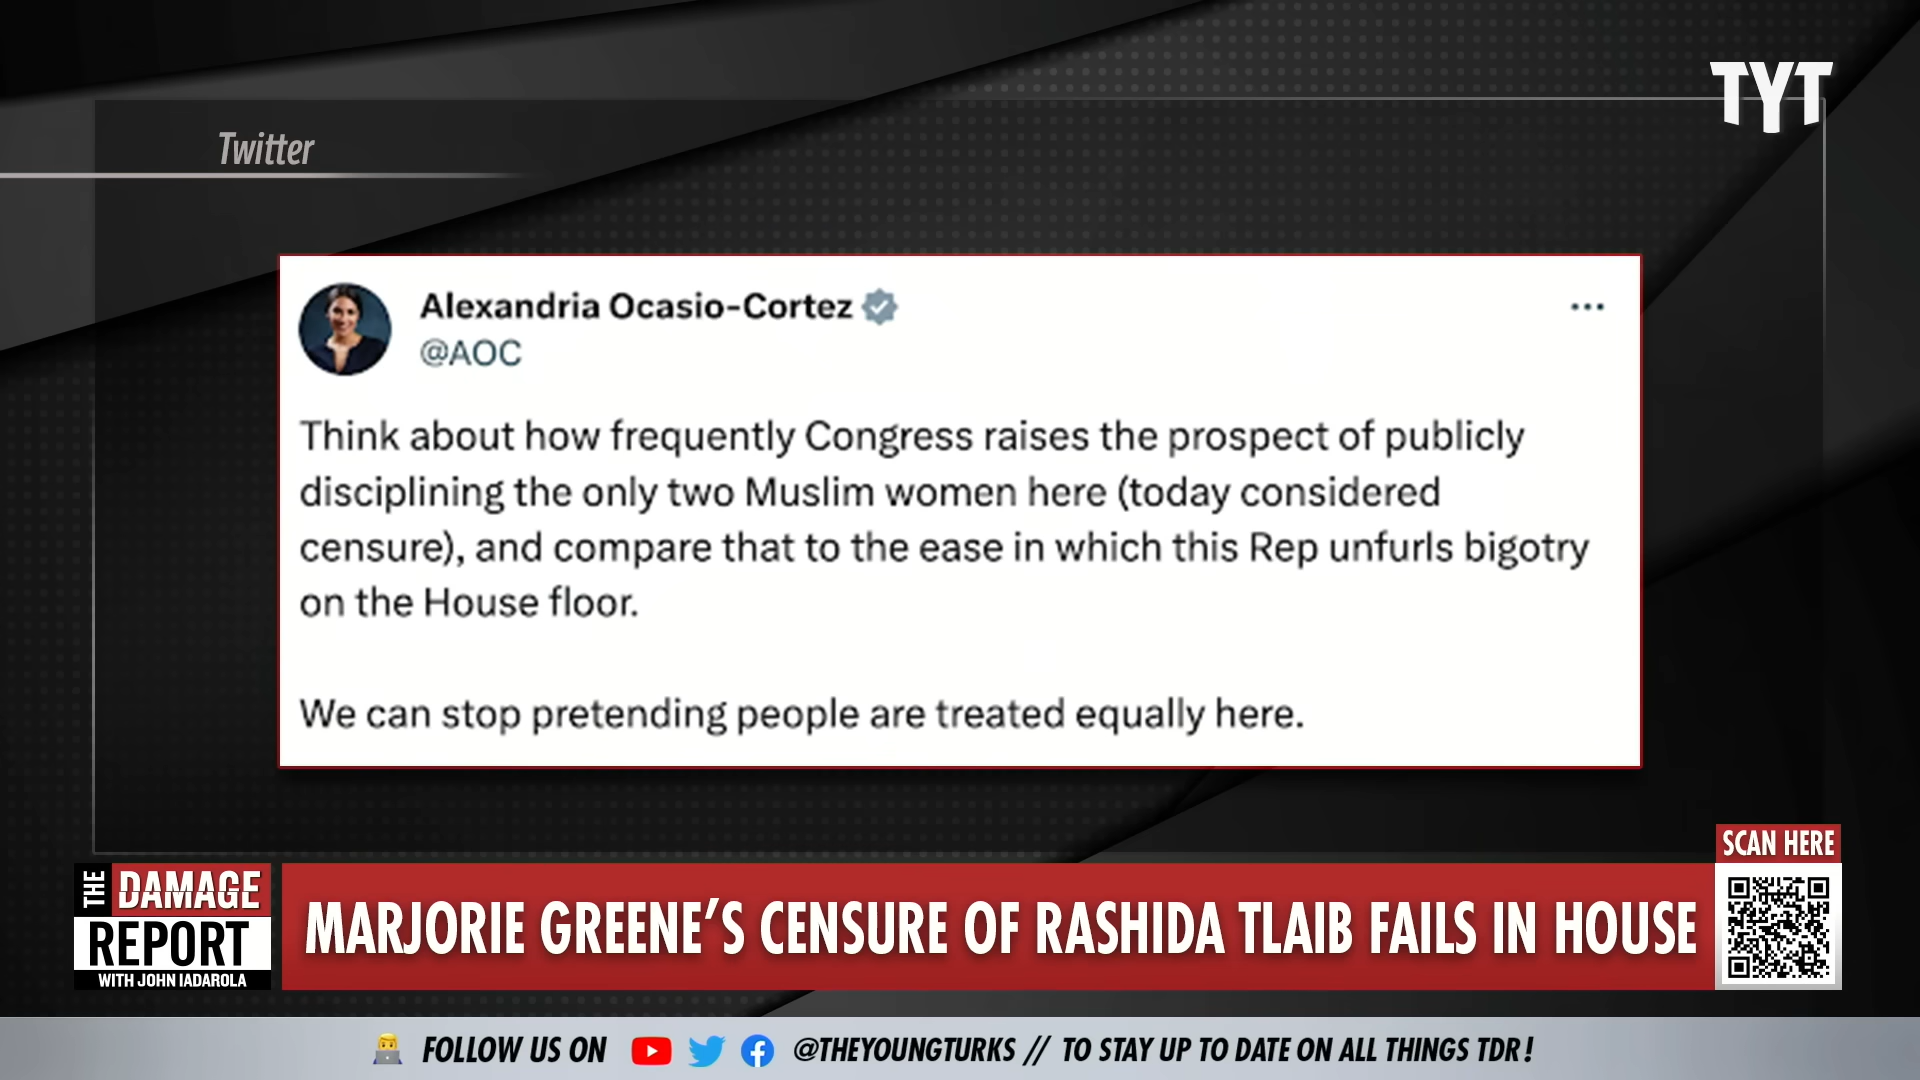 TYT
Twitter
Alexandria Ocasio-Cortez
@AOC
Think about how frequently Congress raises the prospect of publicly
disciplining the only two Muslim women here (today considered
censure), and compare that to the ease in which this Rep unfurls bigotry
on the House floor.
We can stop pretending people are treated equally here.
SCAN HERE
THE DAMAGE
REPORT
WITH JOHN IADAROLA
MARJORIE GREENE'S CENSURE OF RASHIDA TLAIB FAILS IN HOUSE
FOLLOW US ON @THEYOUNGTURKS // TO STAY UP TO DATE ON ALL THINGS TDR!